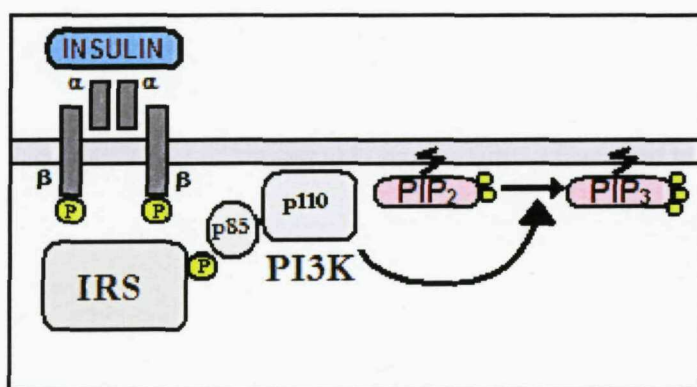 INSULIN
α α
β β
P P
p85 p110
PIP₂ PIP₃
P
IRS
PI3K